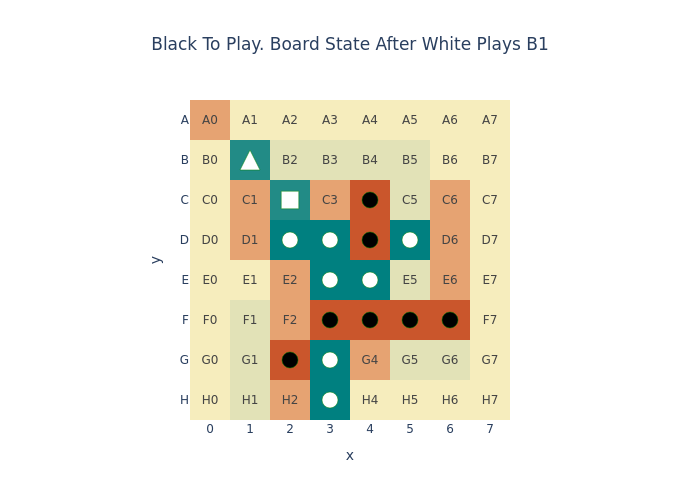 Black To Play. Board State After White Plays B1
A A0 A1 A2 A3 A4 A5 A6 A7
B B0 B2 B3 B4 B5 B6 B7
C C0 C1 C3 C5 C6 C7
D D0 D1 D6 D7
y
E E0 E1 E2 E5 E6 E7
F F0 F1 F2 F7
G G0 G1 G4 G5 G6 G7
H H0 H1 H2 H4 H5 H6 H7
0 1 2 3 4 5 6 7
x